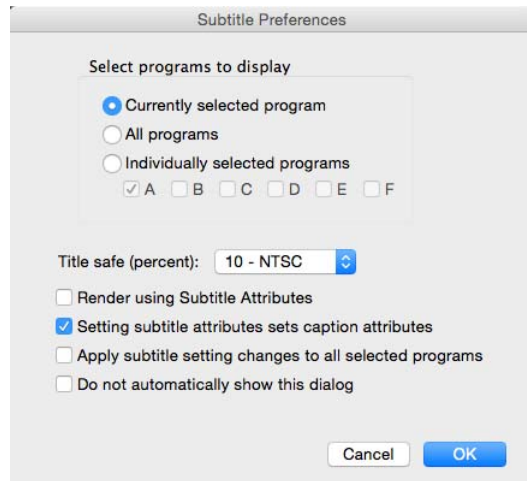 Subtitle Preferences
Select programs to display
Currently selected program
All programs
Individually selected programs
A B C D E F
Title safe (percent): 10 - NTSC
Render using Subtitle Attributes
Setting subtitle attributes sets caption attributes
Apply subtitle setting changes to all selected programs
Do not automatically show this dialog
Cancel OK